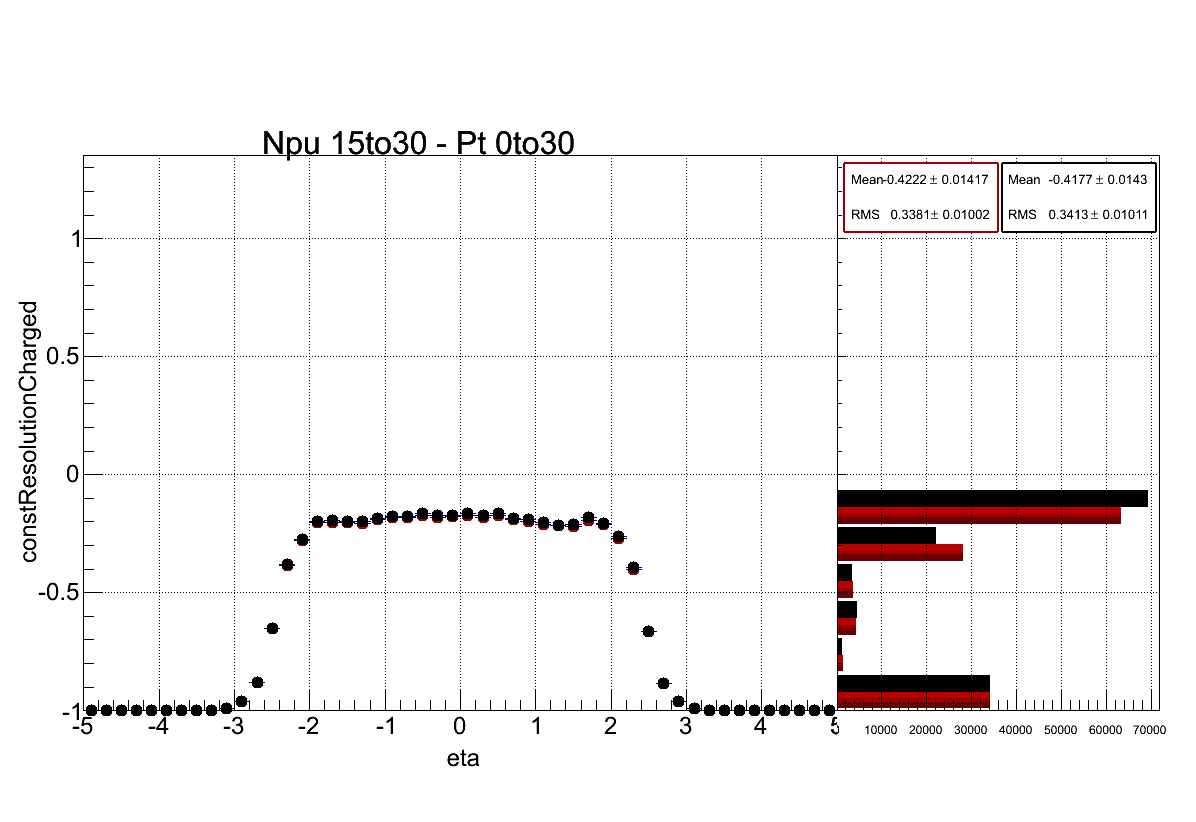 Npu 15to30 - Pt 0to30
Mean-0.4222 ± 0.01417
RMS 0.3381± 0.01002
Mean -0.4177 ± 0.0143
RMS 0.3413 ± 0.01011
constResolutionCharged
1
0.5
0
-0.5
-1
-5 -4 -3 -2 -1 0 1 2 3 4
10000 20000 30000 40000 50000 60000 70000
eta